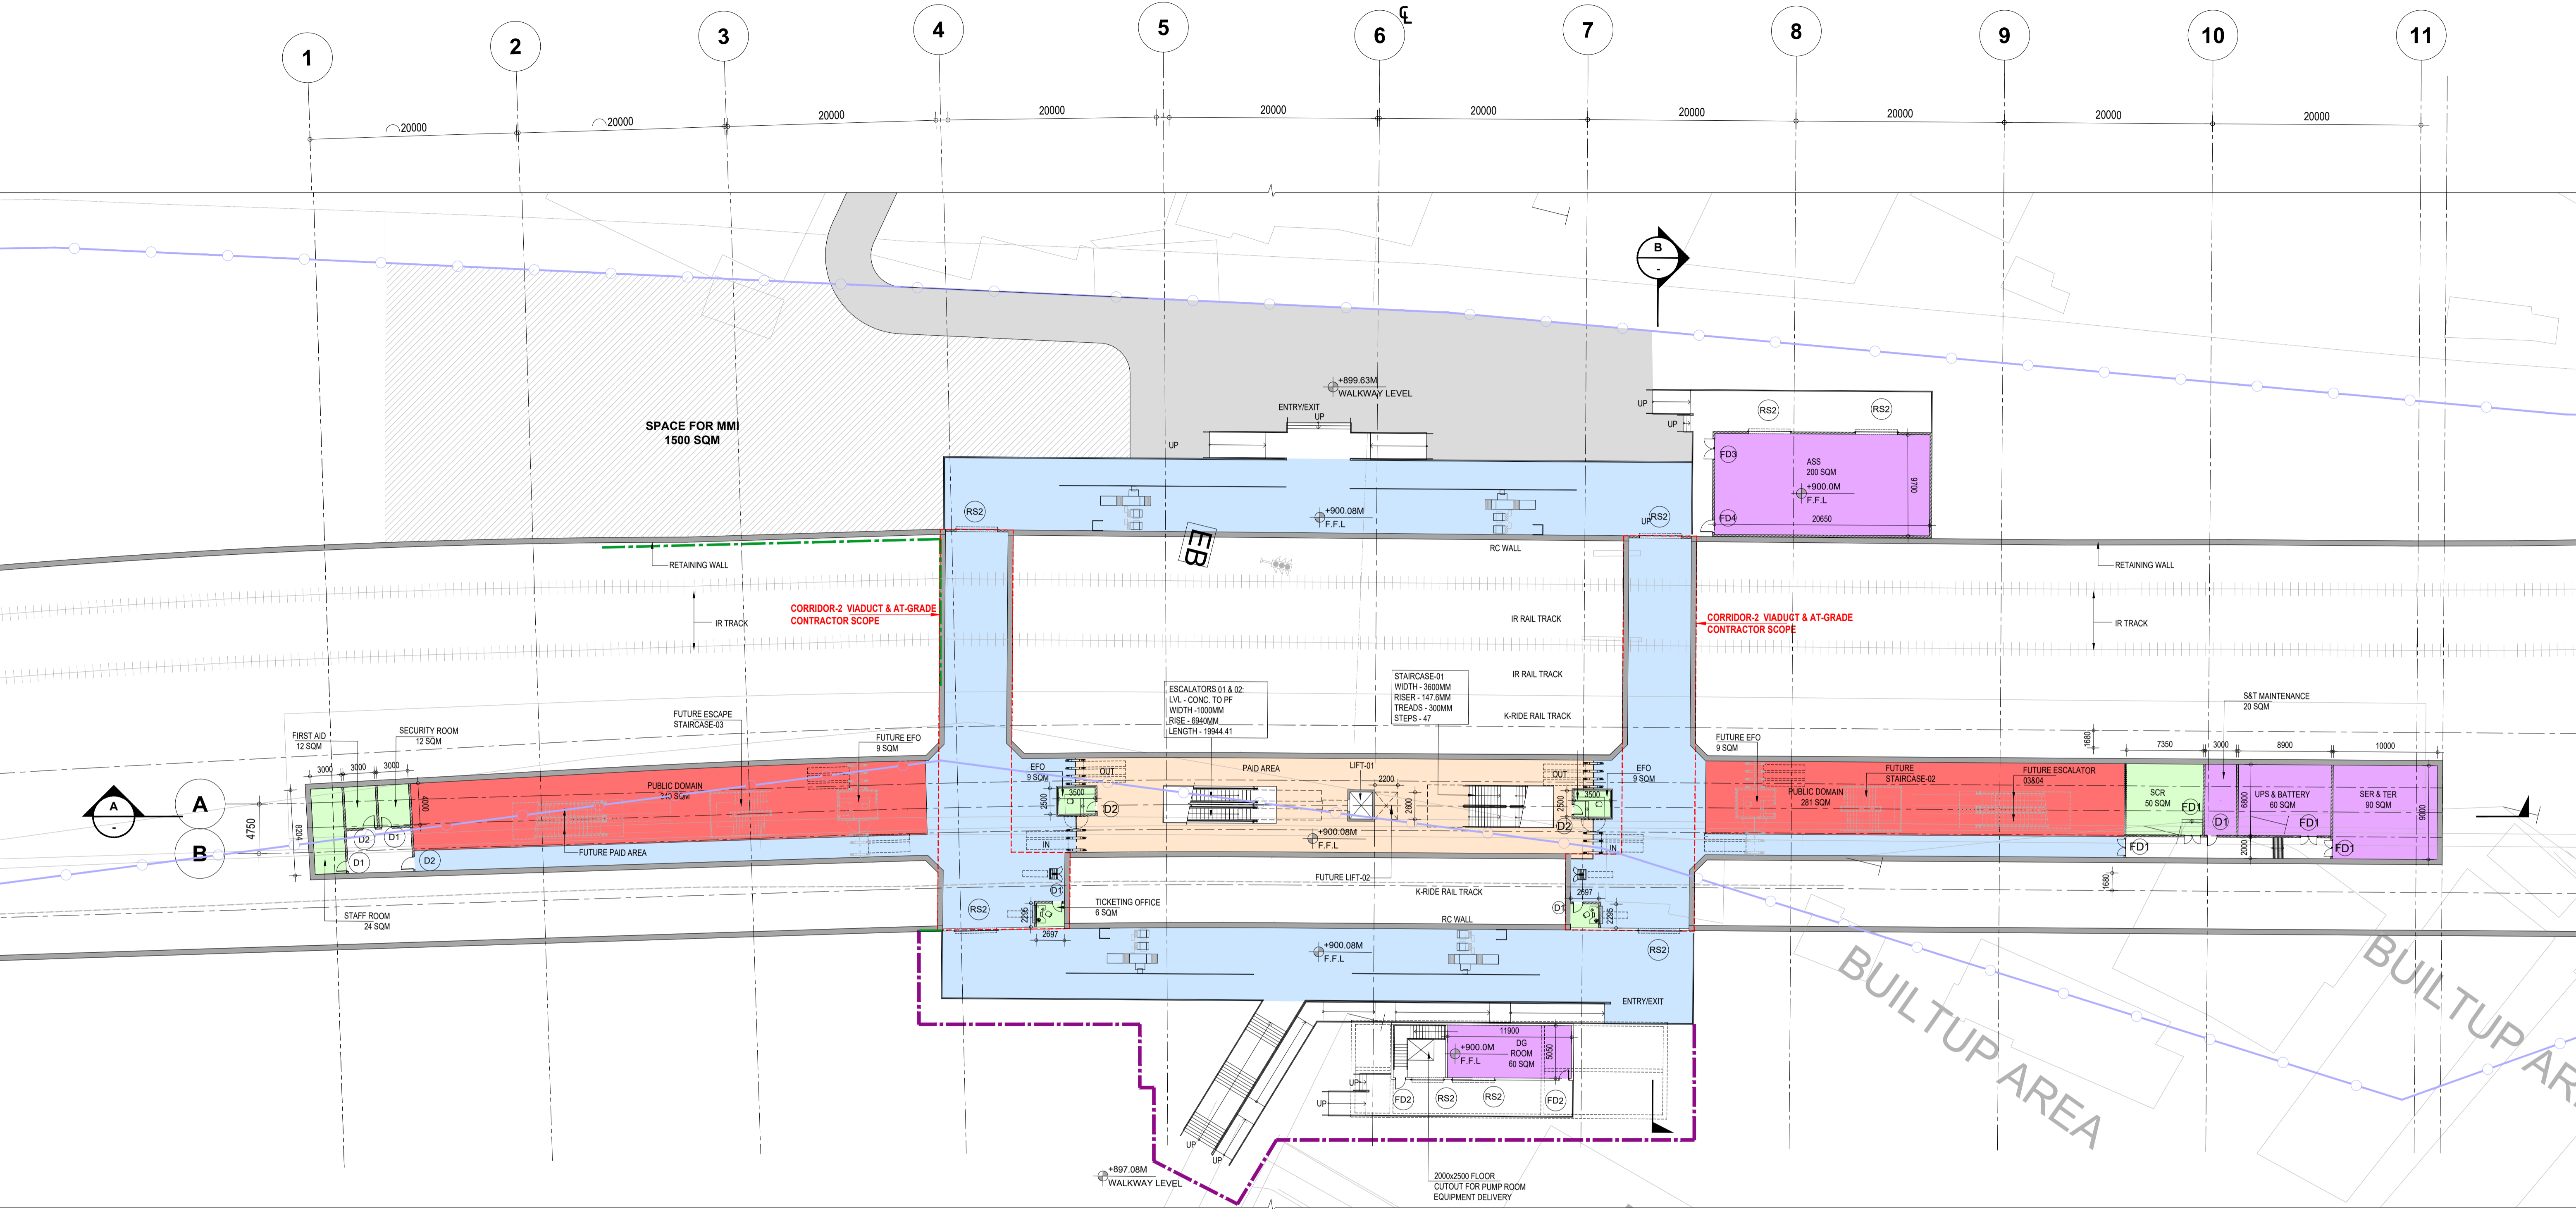 1
2
3
4
5
6
7
8
9
10
11
20000
20000
20000
20000
20000
20000
20000
20000
20000
20000
B
-
+899.63M
WALKWAY LEVEL
ENTRY/EXIT
UP
UP
UP
UP
RS2
RS2
SPACE FOR MMI
1500 SQM
FD3
ASS
200 SQM
+900.0M
F.F.L
9700
FD4
20650
RS2
+900.08M
F.F.L
UP
RS2
EB
RC WALL
RETAINING WALL
RETAINING WALL
CORRIDOR-2 VIADUCT & AT-GRADE
CONTRACTOR SCOPE
IR TRACK
IR RAIL TRACK
CORRIDOR-2 VIADUCT & AT-GRADE
CONTRACTOR SCOPE
IR TRACK
IR RAIL TRACK
K-RIDE RAIL TRACK
ESCALATORS 01 & 02:
LVL - CONC. TO PF
WIDTH -1000MM
RISE - 6940MM
LENGTH - 19944.41
STAIRCASE-01
WIDTH - 3600MM
RISER - 147.6MM
TREADS - 300MM
STEPS - 47
FIRST AID
12 SQM
SECURITY ROOM
12 SQM
FUTURE ESCAPE
STAIRCASE-03
FUTURE EFO
9 SQM
FUTURE EFO
9 SQM
S&T MAINTENANCE
20 SQM
1680
7350
3000
8900
10000
3000
3000
3000
4000
PUBLIC DOMAIN
EFO
9 SQM
OUT
PAID AREA
LIFT-01
2200
2800
OUT
EFO
9 SQM
3500
2500
D2
3500
2500
D2
FUTURE
STAIRCASE-02
FUTURE ESCALATOR
03&04
PUBLIC DOMAIN
281 SQM
SCR
50 SQM
FD1
6800
UPS & BATTERY
60 SQM
SER & TER
90 SQM
9000
A
-
A
B
4750
8204
D2
D1
D1
D2
FUTURE PAID AREA
IN
+900.08M
F.F.L
IN
FD1
D1
FD1
FD1
2000
1680
FUTURE LIFT-02
K-RIDE RAIL TRACK
STAFF ROOM
24 SQM
RS2
D1
2295
2697
TICKETING OFFICE
6 SQM
RC WALL
2697
D1
2295
+900.08M
F.F.L
RS2
ENTRY/EXIT
11900
+900.0M
F.F.L
DG
ROOM
60 SQM
5050
UP
UP
FD2
RS2
RS2
FD2
UP
UP
+897.08M
WALKWAY LEVEL
2000x2500 FLOOR
CUTOUT FOR PUMP ROOM
EQUIPMENT DELIVERY
BUILTUP AREA
BUILTUP AR